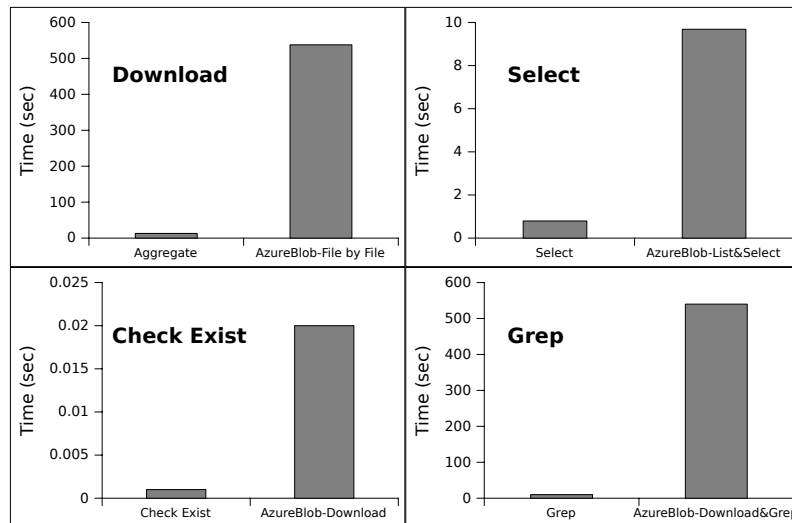 600
500
400
300
200
100
0
Time (sec)
Download
Aggregate
AzureBlob-File by File
10
8
6
4
2
0
Time (sec)
Select
Select
AzureBlob-List&Select
0.025
0.02
0.015
0.01
0.005
0
Time (sec)
Check Exist
Check Exist
AzureBlob-Download
600
500
400
300
200
100
0
Time (sec)
Grep
Grep
AzureBlob-Download&Grep